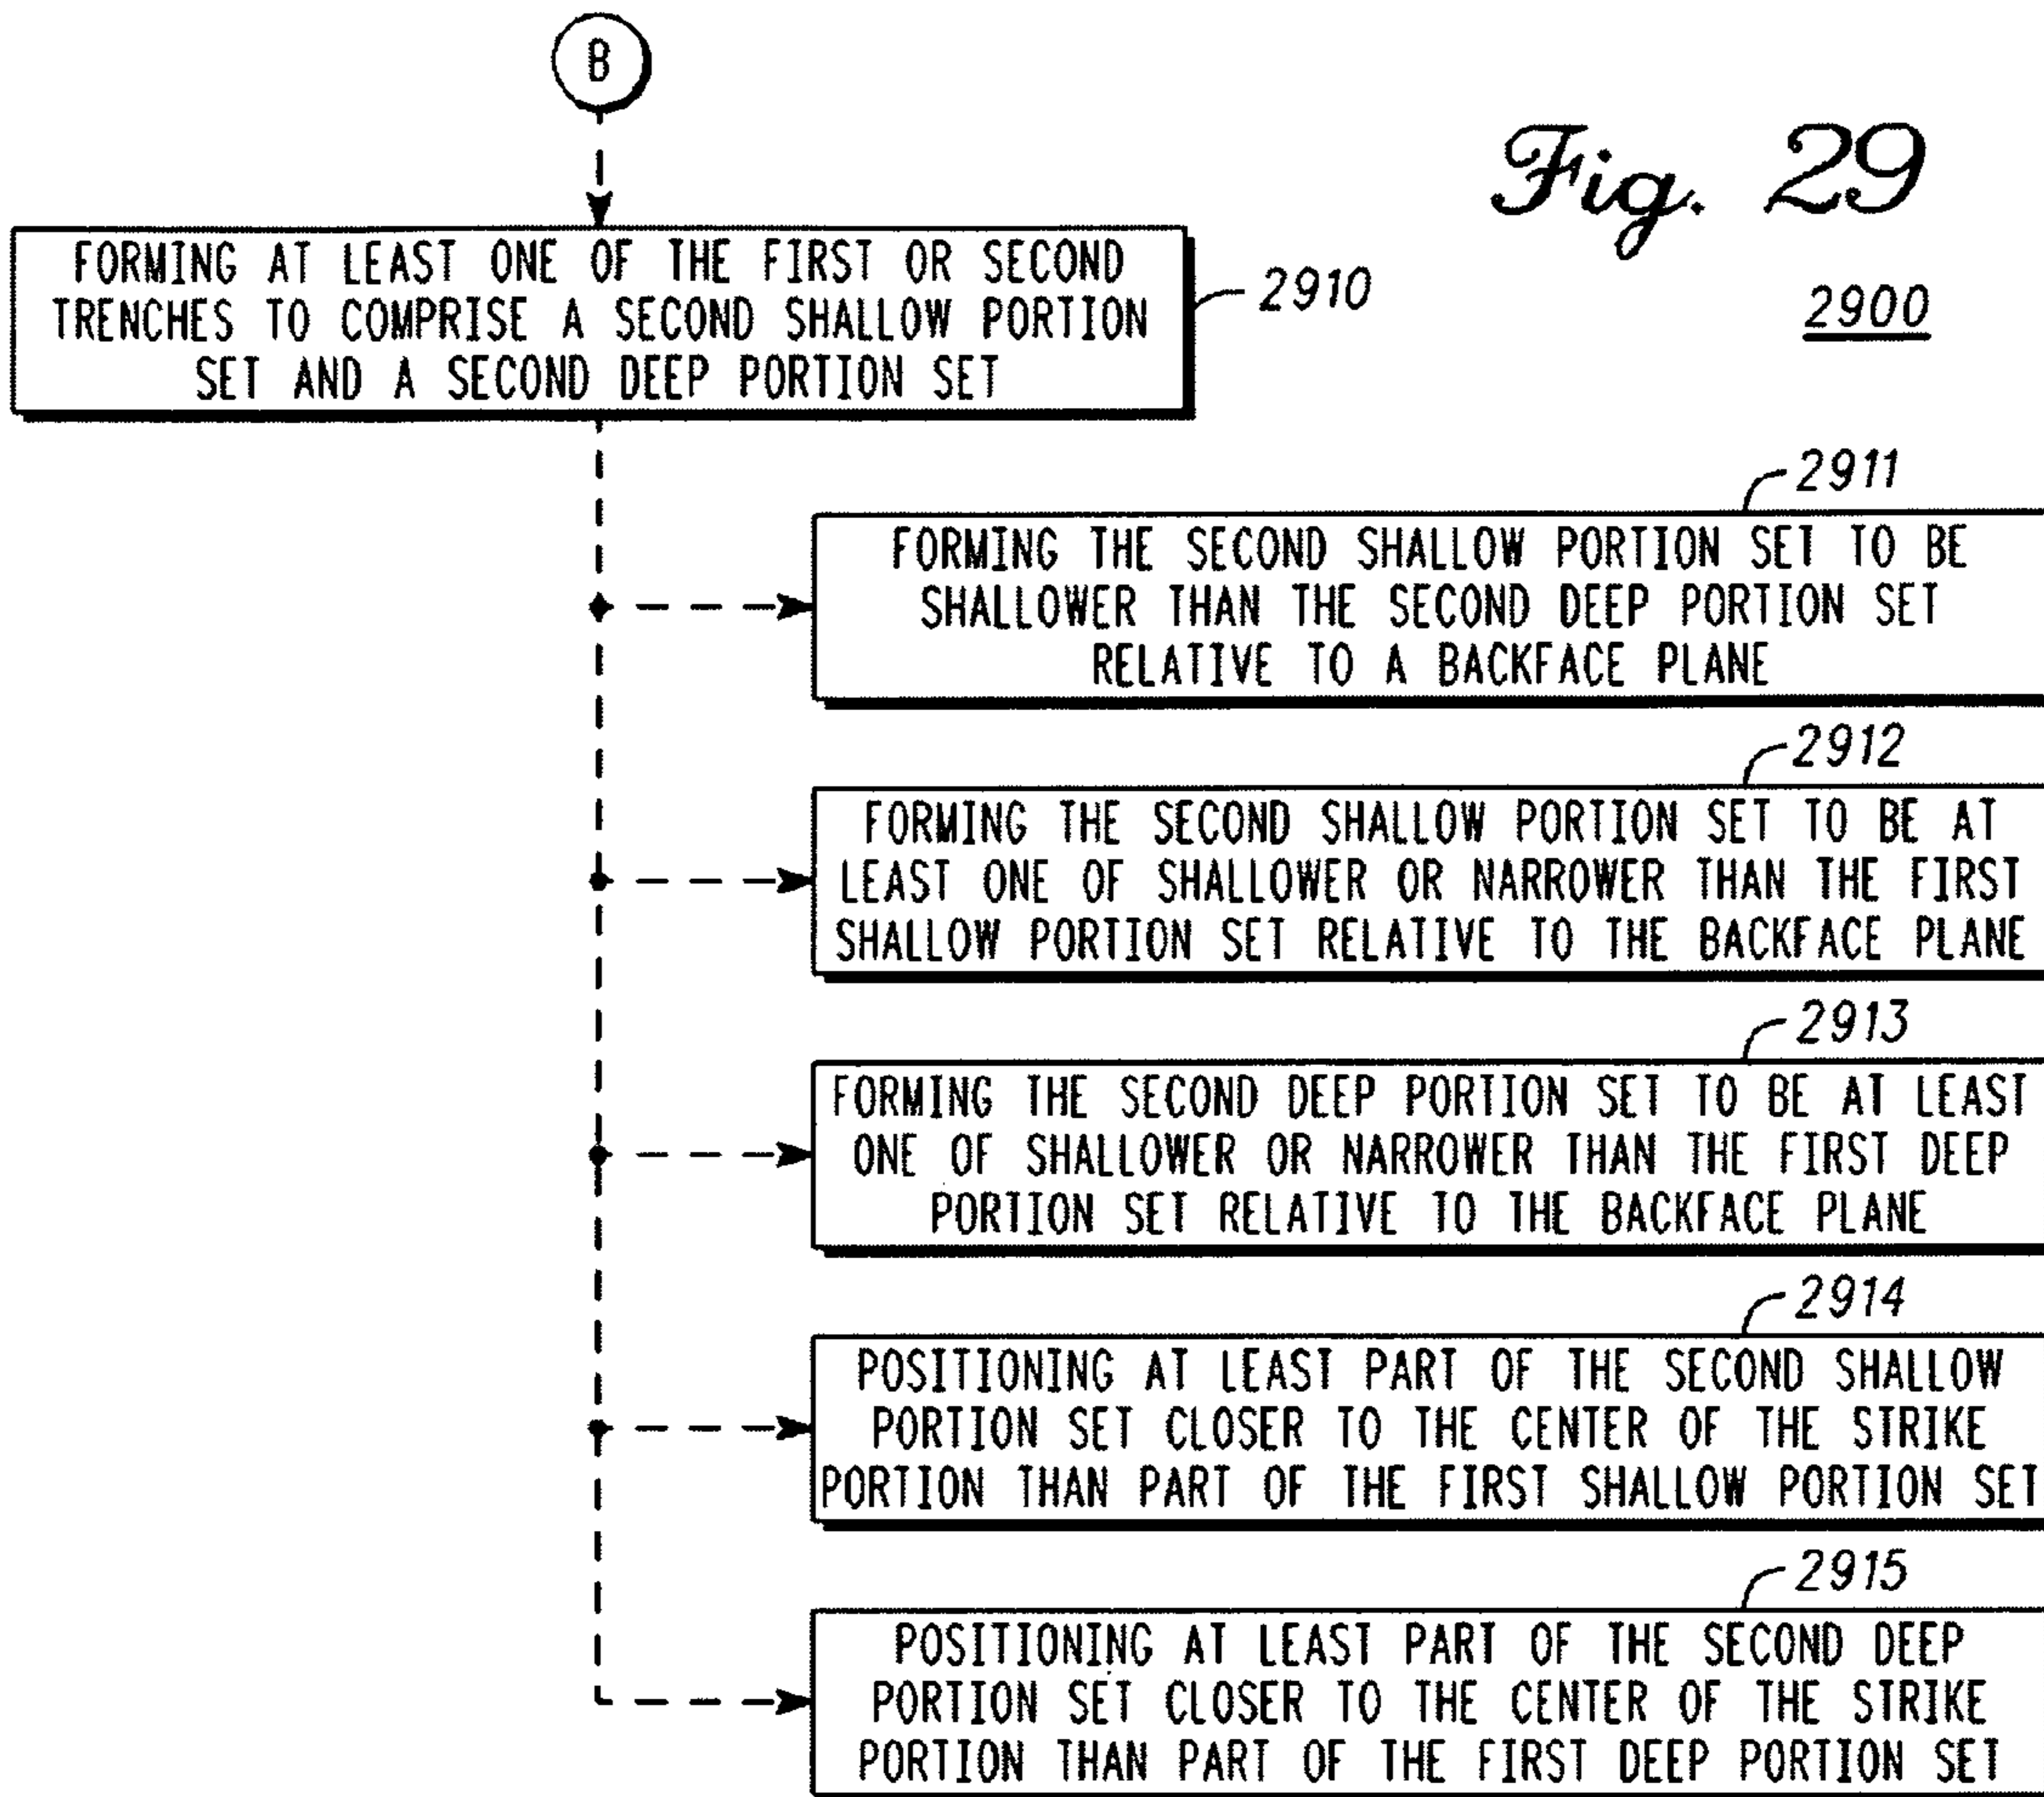 B
Fig. 29
2900
FORMING AT LEAST ONE OF THE FIRST OR SECOND
TRENCHES TO COMPRISE A SECOND SHALLOW PORTION
SET AND A SECOND DEEP PORTION SET
2910
2911
FORMING THE SECOND SHALLOW PORTION SET TO BE
SHALLOWER THAN THE SECOND DEEP PORTION SET
RELATIVE TO A BACKFACE PLANE
2912
FORMING THE SECOND SHALLOW PORTION SET TO BE AT
LEAST ONE OF SHALLOWER OR NARROWER THAN THE FIRST
SHALLOW PORTION SET RELATIVE TO THE BACKFACE PLANE
2913
FORMING THE SECOND DEEP PORTION SET TO BE AT LEAST
ONE OF SHALLOWER OR NARROWER THAN THE FIRST DEEP
PORTION SET RELATIVE TO THE BACKFACE PLANE
2914
POSITIONING AT LEAST PART OF THE SECOND SHALLOW
PORTION SET CLOSER TO THE CENTER OF THE STRIKE
PORTION THAN PART OF THE FIRST SHALLOW PORTION SET
2915
POSITIONING AT LEAST PART OF THE SECOND DEEP
PORTION SET CLOSER TO THE CENTER OF THE STRIKE
PORTION THAN PART OF THE FIRST DEEP PORTION SET